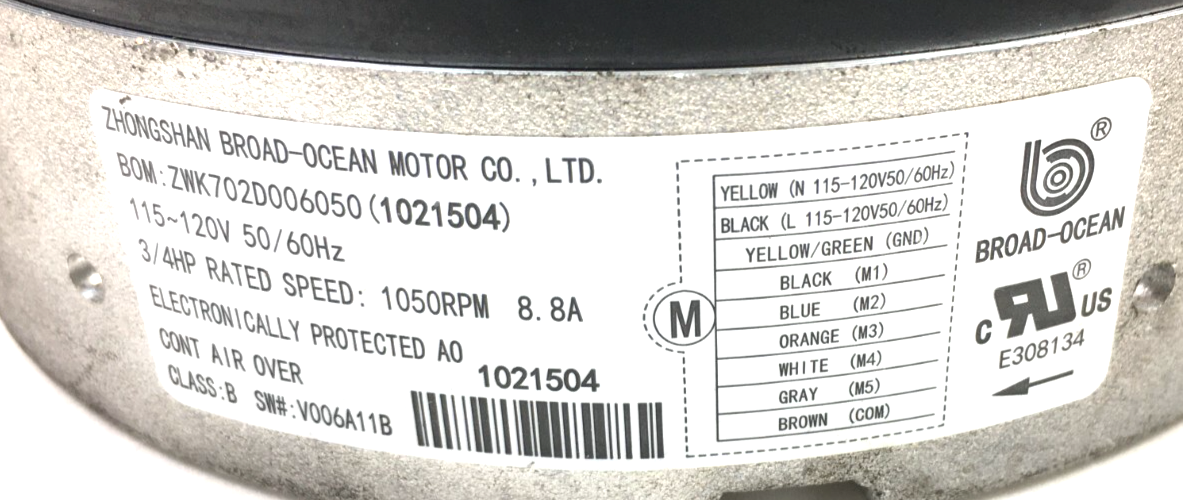 ZHONGSHAN BROAD-OCEAN MOTOR CO.,LTD.
BOM:ZWK702D006050(1021504)
115~120V 50/60Hz
3/4HP RATED SPEED: 1050RPM 8.8A
ELECTRONICALLY PROTECTED AO
CONT AIR OVER
CLASS:B SW#:V006A11B
1021504
M
YELLOW (N 115-120V50/60Hz)
BLACK (L 115-120V50/60Hz)
YELLOW/GREEN (GND)
BLACK (M1)
BLUE (M2)
ORANGE (M3)
WHITE (M4)
GRAY (M5)
BROWN (COM)
®
BROAD-OCEAN
c RU ® US
E308134